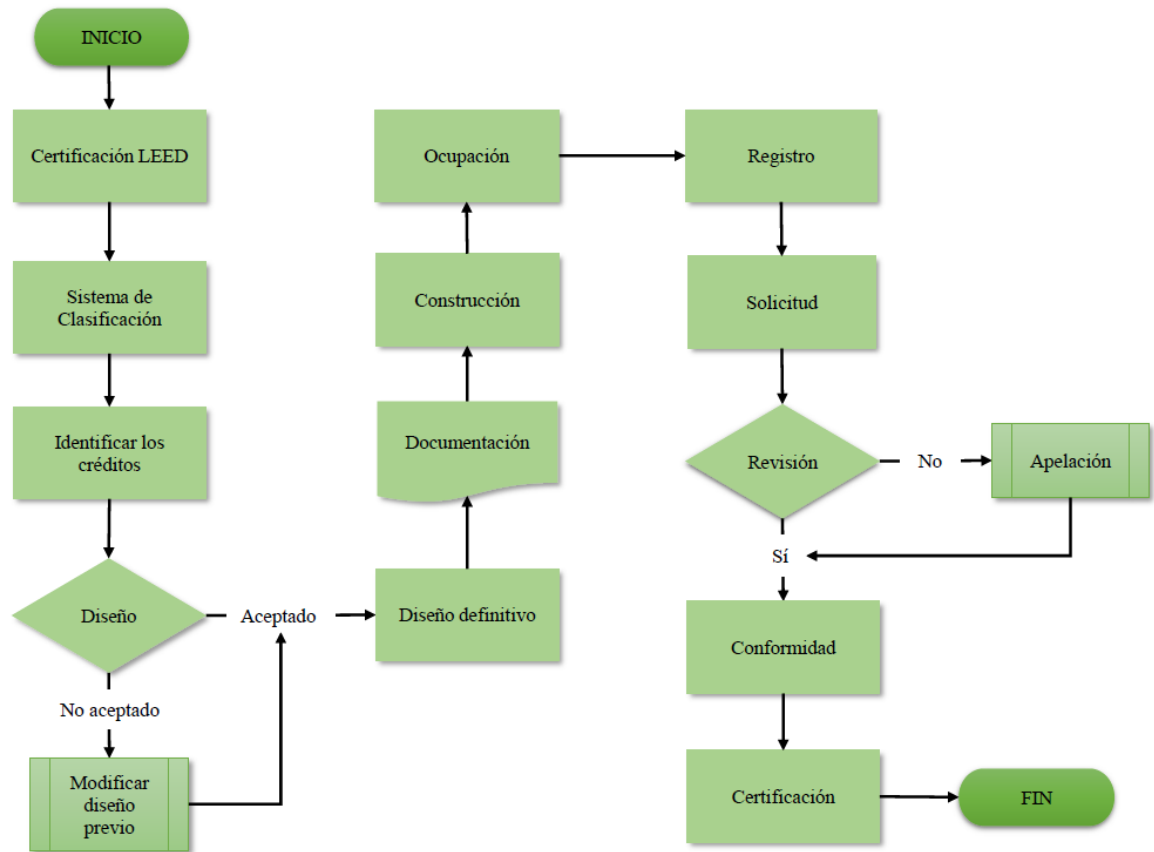 INICIO
Certificación LEED
Sistema de
Clasificación
Identificar los
créditos
Diseño
Aceptado
No aceptado
Modificar
diseño
previo
Diseño definitivo
Documentación
Construcción
Ocupación
Registro
Solicitud
Revisión
No
Apelación
Sí
Conformidad
Certificación
FIN